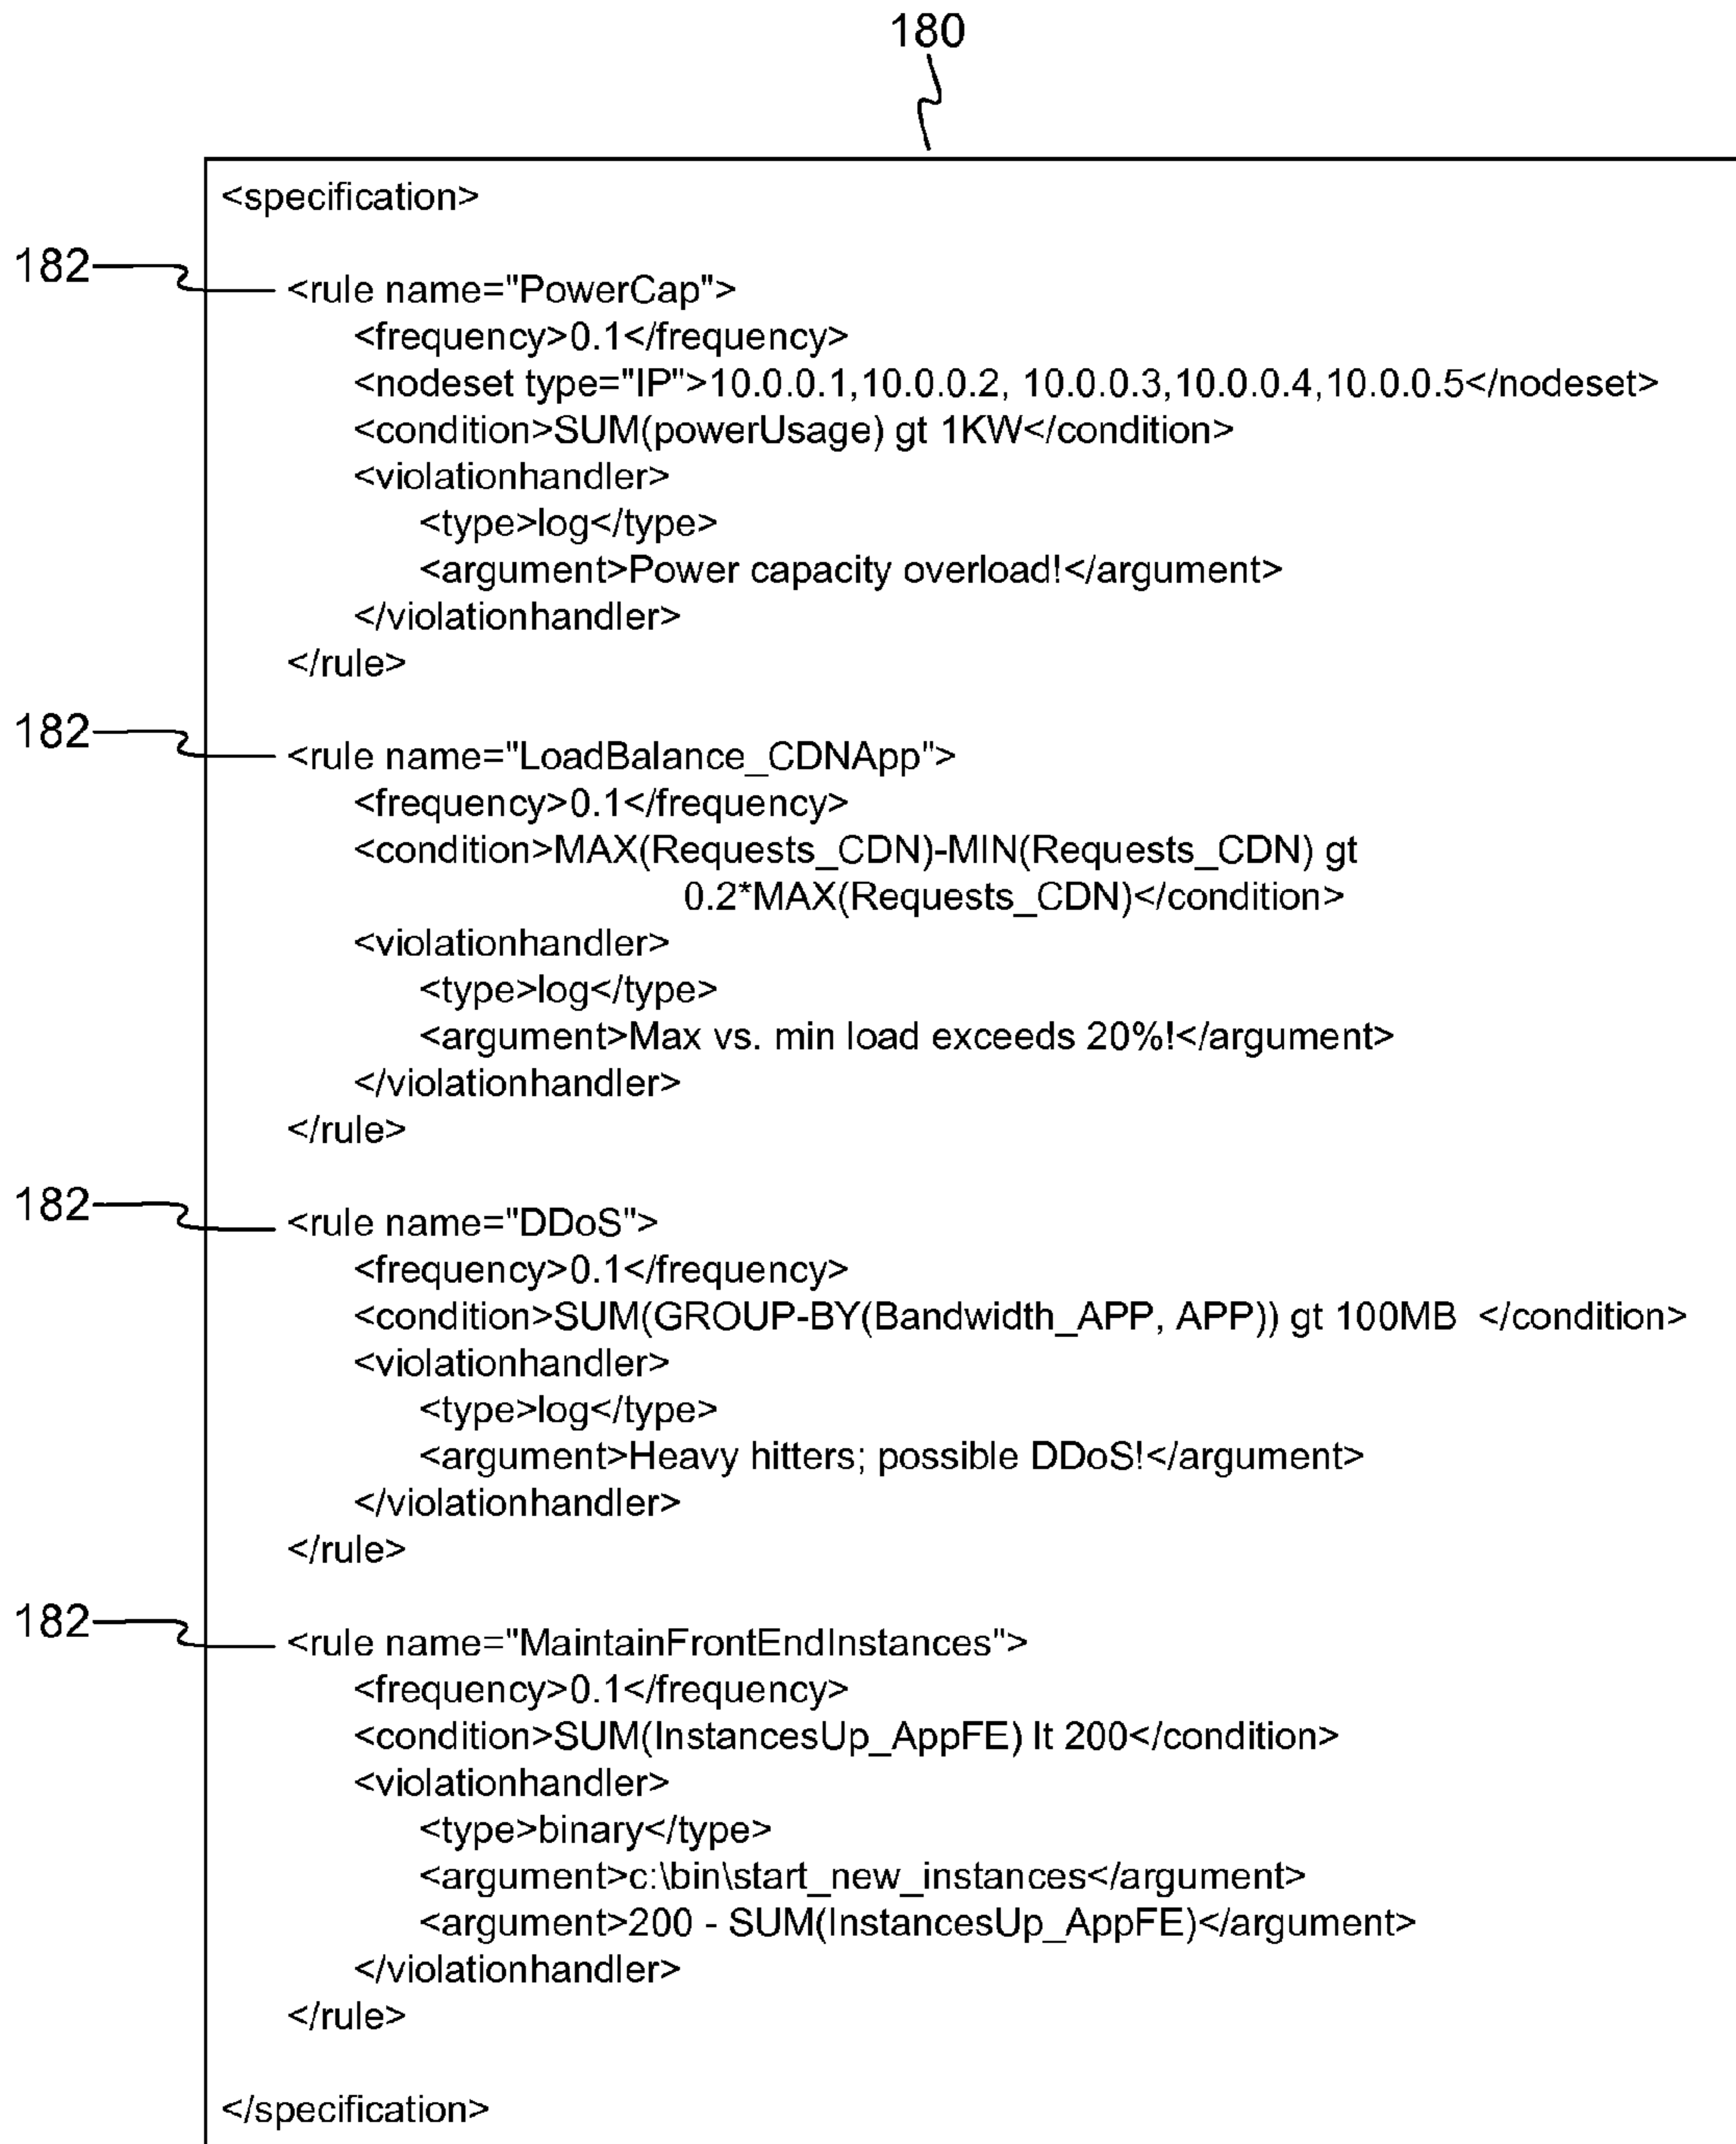 180
<specification>
182
<rule name="PowerCap">
<frequency>0.1</frequency>
<nodeset type="IP">10.0.0.1,10.0.0.2, 10.0.0.3,10.0.0.4,10.0.0.5</nodeset>
<condition>SUM(powerUsage) gt 1KW</condition>
<violationhandler>
<type>log</type>
<argument>Power capacity overload!</argument>
</violationhandler>
</rule>
182
<rule name="LoadBalance_CDNApp">
<frequency>0.1</frequency>
<condition>MAX(Requests_CDN)-MIN(Requests_CDN) gt
0.2*MAX(Requests_CDN)</condition>
<violationhandler>
<type>log</type>
<argument>Max vs. min load exceeds 20%!</argument>
</violationhandler>
</rule>
182
<rule name="DDoS">
<frequency>0.1</frequency>
<condition>SUM(GROUP-BY(Bandwidth_APP, APP)) gt 100MB </condition>
<violationhandler>
<type>log</type>
<argument>Heavy hitters; possible DDoS!</argument>
</violationhandler>
</rule>
182
<rule name="MaintainFrontEndInstances">
<frequency>0.1</frequency>
<condition>SUM(InstancesUp_AppFE) lt 200</condition>
<violationhandler>
<type>binary</type>
<argument>c:\bin\start_new_instances</argument>
<argument>200 - SUM(InstancesUp_AppFE)</argument>
</violationhandler>
</rule>
</specification>